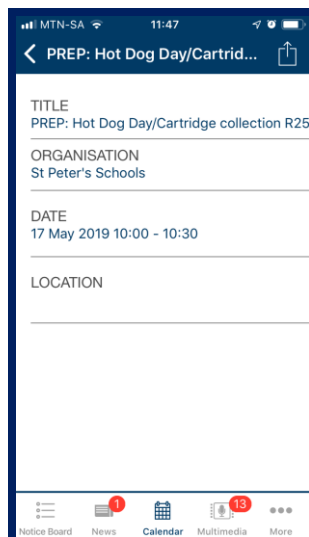 MTN-SA 11:47
PREP: Hot Dog Day/Cartrid...
TITLE
PREP: Hot Dog Day/Cartridge collection R25
ORGANISATION
St Peter's Schools
DATE
17 May 2019 10:00 - 10:30
LOCATION
1 13
Notice Board News Calendar Multimedia More